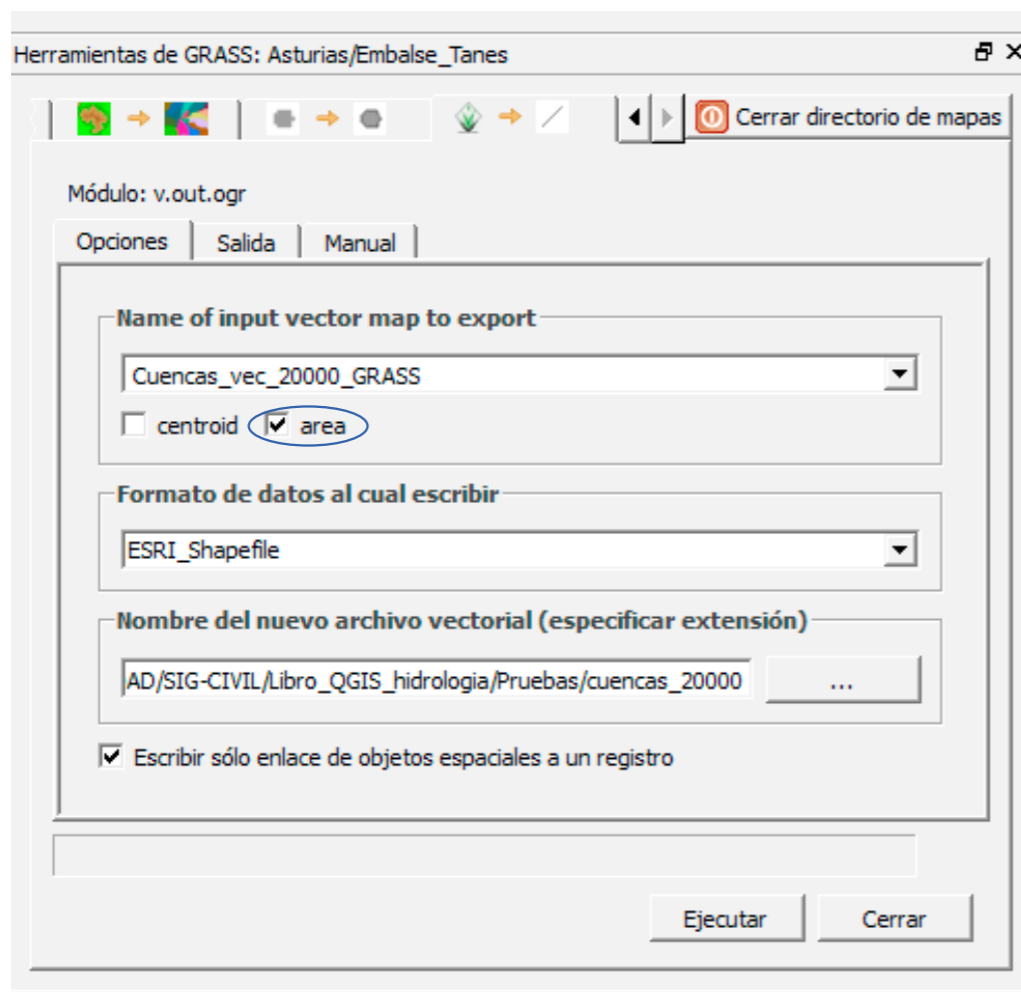 Herramientas de GRASS: Asturias/Embalse_Tanes
Cerrar directorio de mapas
Módulo: v.out.ogr
Opciones Salida Manual
Name of input vector map to export
Cuencas_vec_20000_GRASS
centroid area
Formato de datos al cual escribir
ESRI_Shapefile
Nombre del nuevo archivo vectorial (especificar extensión)
AD/SIG-CIVIL/Libro_QGIS_hidrologia/Pruebas/cuencas_20000 ...
Escribir sólo enlace de objetos espaciales a un registro
Ejecutar Cerrar